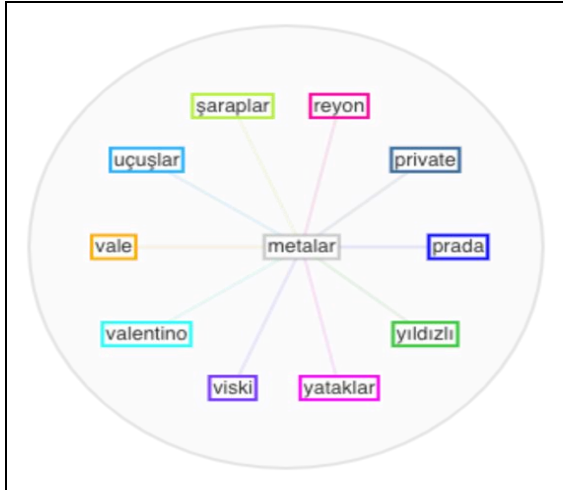 şaraplar reyon
uçuşlar private
vale metalar prada
valentino yıldızlı
viski yataklar